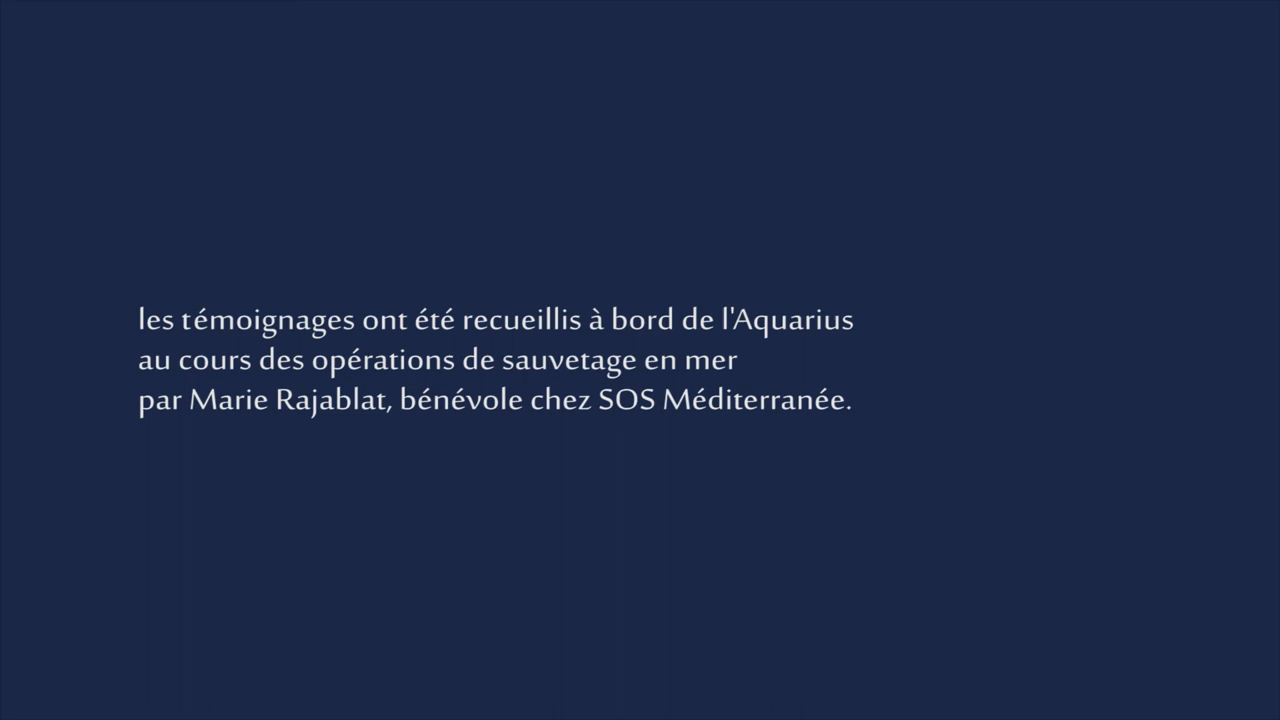 les témoignages ont été recueillis à bord de l'Aquarius
au cours des opérations de sauvetage en mer
par Marie Rajablat, bénévole chez SOS Méditerranée.